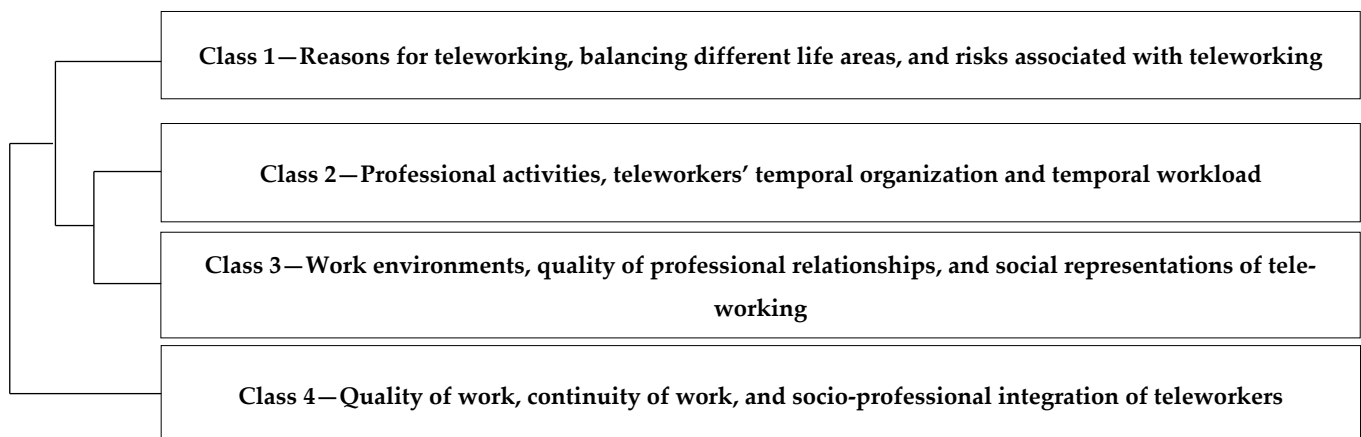 Class 1—Reasons for teleworking, balancing different life areas, and risks associated with teleworking
Class 2—Professional activities, teleworkers’ temporal organization and temporal workload
Class 3—Work environments, quality of professional relationships, and social representations of tele-
working
Class 4—Quality of work, continuity of work, and socio-professional integration of teleworkers